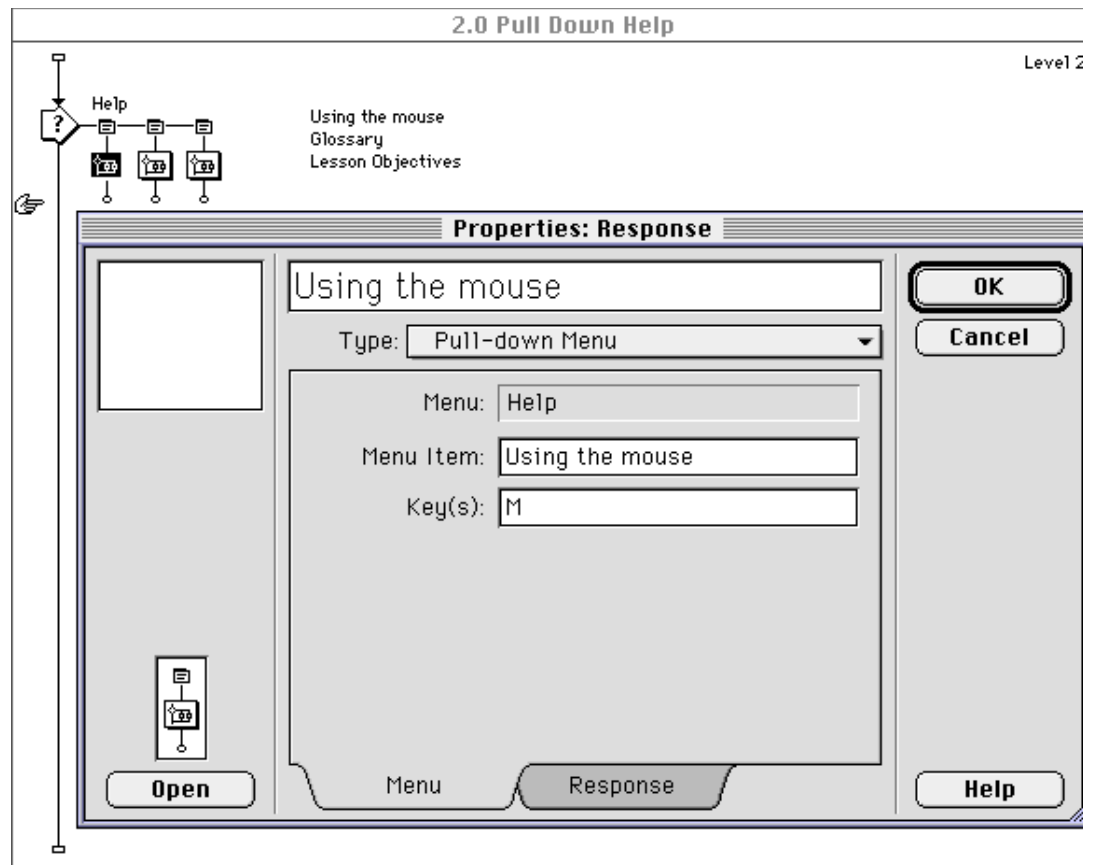 2.0 Pull Down Help
Level 2
Help
?
Using the mouse
Glossary
Lesson Objectives
Properties: Response
Using the mouse
OK
Type: Pull-down Menu
Cancel
Menu: Help
Menu Item: Using the mouse
Key(s): M
Open
Menu
Response
Help